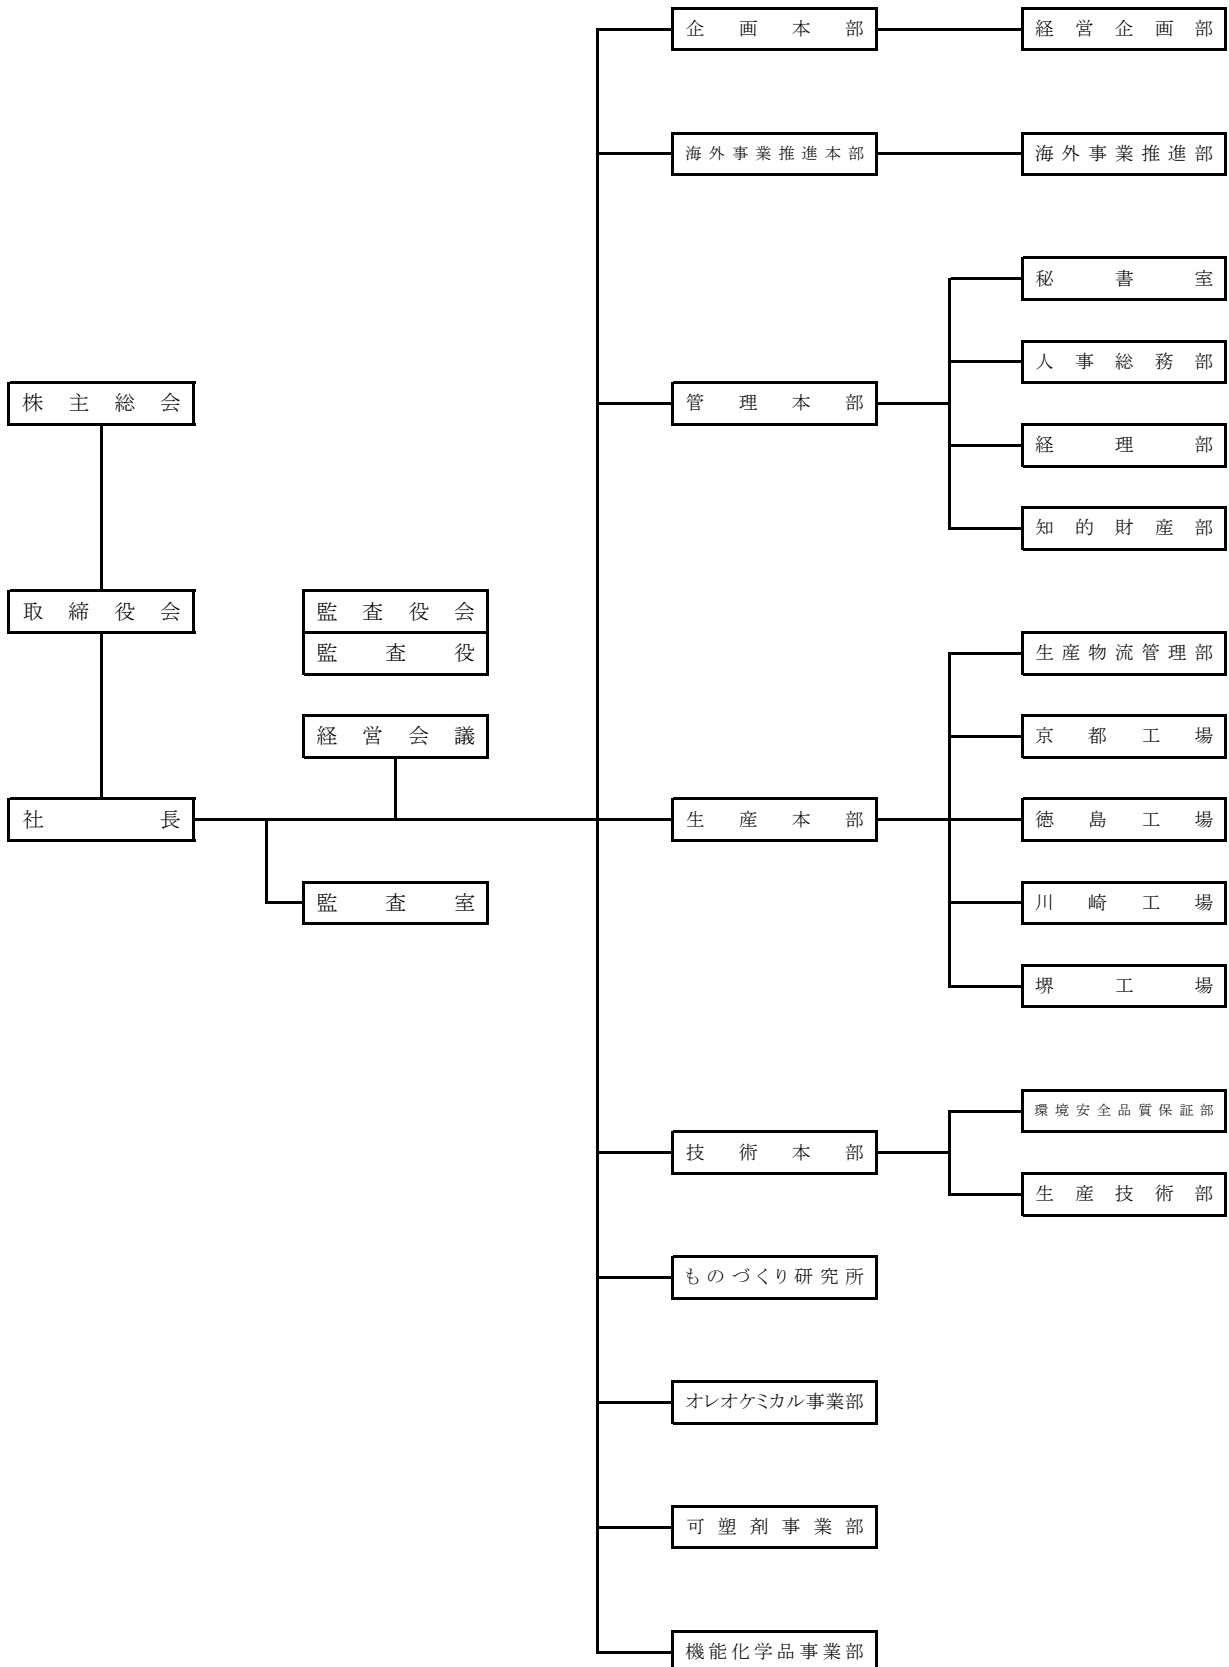 企画本部
経営企画部
海外事業推進本部
海外事業推進部
秘書室
人事総務部
株主総会
管理本部
経理部
知的財産部
取締役会
監査役会
監査役
生産物流管理部
経営会議
京都工場
社長
生産本部
徳島工場
監査室
川崎工場
堺工場
環境安全品質保証部
技術本部
生産技術部
ものづくり研究所
オレオケミカル事業部
可塑剤事業部
機能化学品事業部